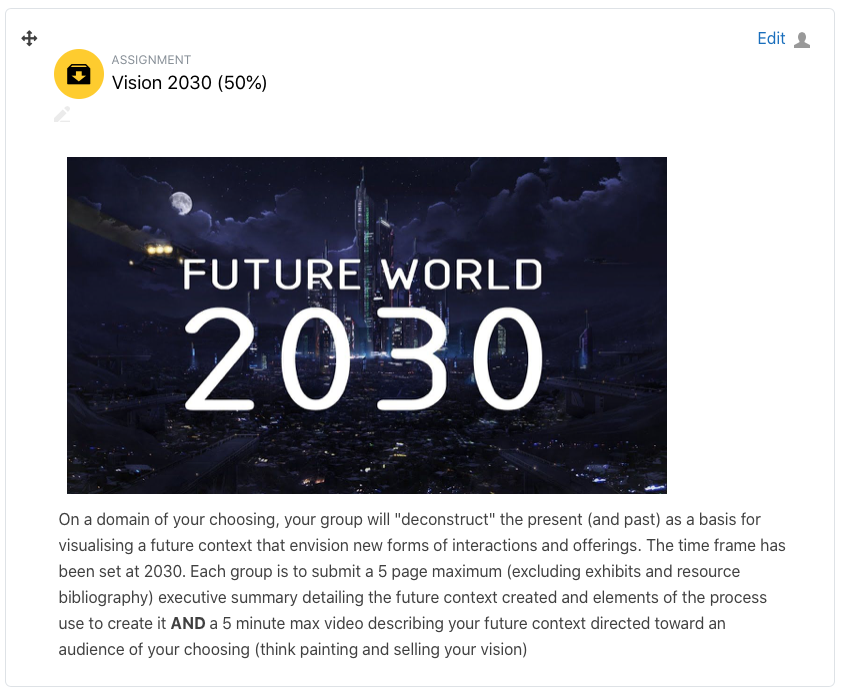 Edit
ASSIGNMENT
Vision 2030 (50%)
FUTURE WORLD
2030
On a domain of your choosing, your group will "deconstruct" the present (and past) as a basis for
visualising a future context that envision new forms of interactions and offerings. The time frame has
been set at 2030. Each group is to submit a 5 page maximum (excluding exhibits and resource
bibliography) executive summary detailing the future context created and elements of the process
use to create it AND a 5 minute max video describing your future context directed toward an
audience of your choosing (think painting and selling your vision)